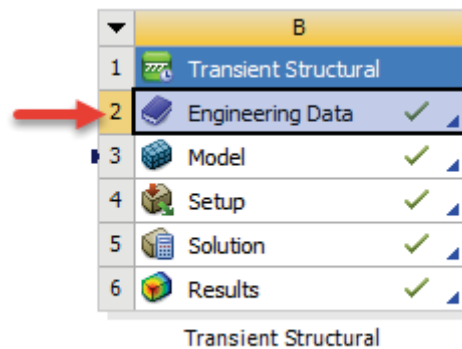 B
1 Transient Structural
2 Engineering Data
3 Model
4 Setup
5 Solution
6 Results
Transient Structural